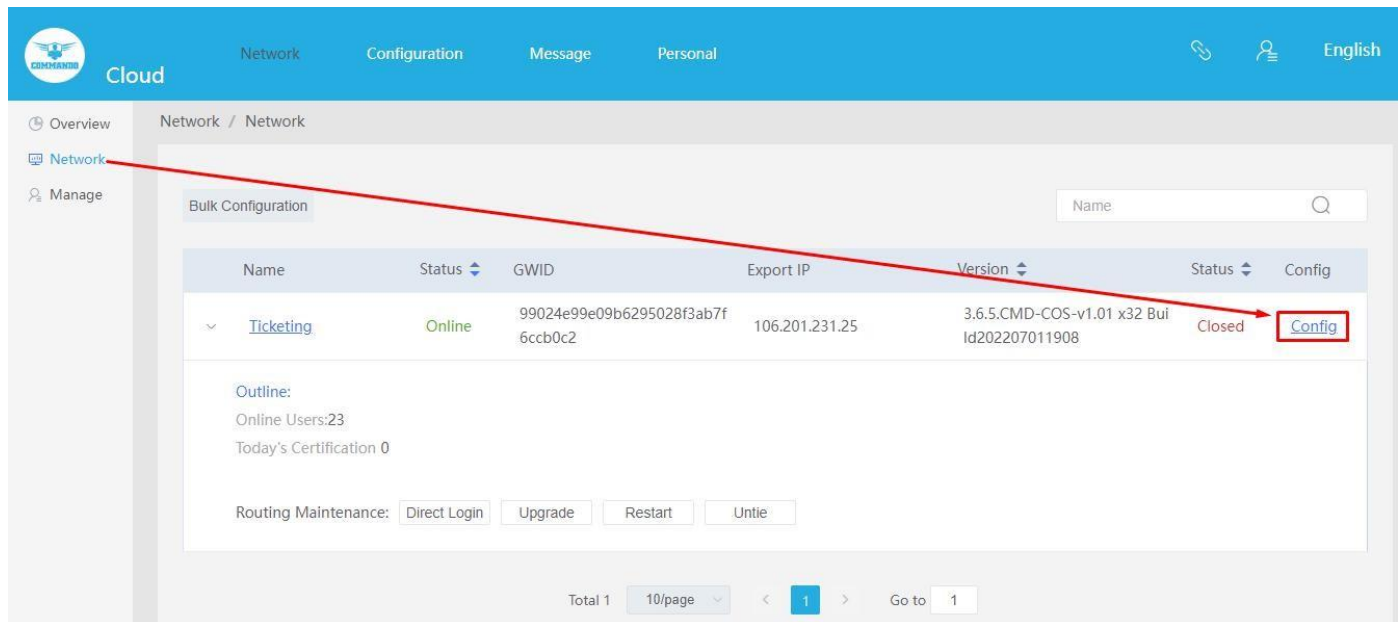 COMMANDO
Cloud
Network Configuration Message Personal English
Overview
Network
Manage
Network / Network
Bulk Configuration Name
Name Status GWID Export IP Version Status Config
Ticketing Online 99024e99e09b6295028f3ab7f 106.201.231.25 3.6.5.CMD-COS-v1.01 x32 Bui Closed Config
6ccb0c2 ld202207011908
Outline:
Online Users:23
Today's Certification 0
Routing Maintenance: Direct Login Upgrade Restart Untie
Total 1 10/page < 1 > Go to 1